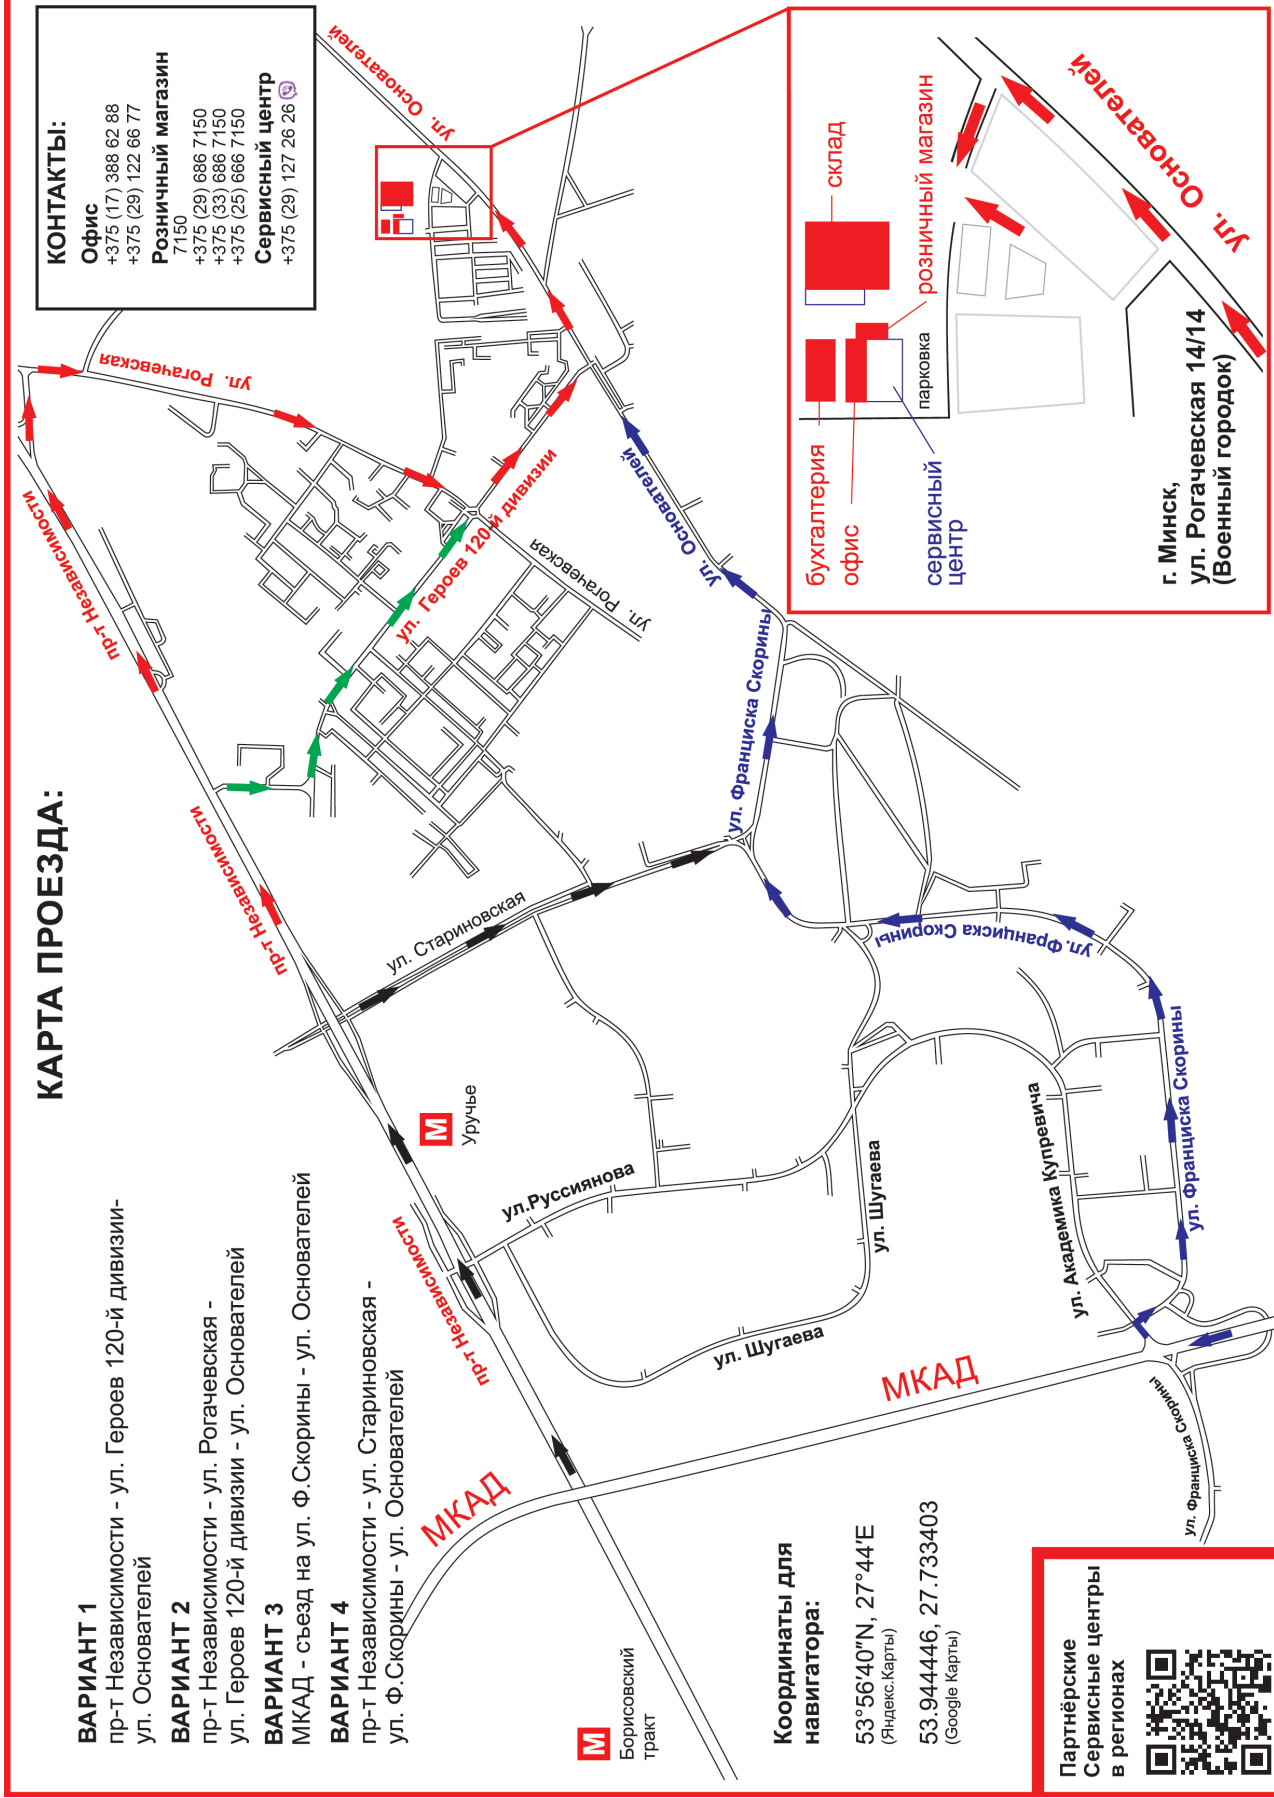 КАРТА ПРОЕЗДА:
ВАРИАНТ 1
пр-т Независимости - ул. Героев 120-й дивизии-
ул. Основателей
ВАРИАНТ 2
пр-т Независимости - ул. Рогачевская -
ул. Героев 120-й дивизии - ул. Основателей
ВАРИАНТ 3
МКАД - съезд на ул. Ф.Скорины - ул. Основателей
ВАРИАНТ 4
пр-т Независимости - ул. Стариновская -
ул. Ф.Скорины - ул. Основателей
КОНТАКТЫ:
Офис
+375 (17) 388 62 88
+375 (29) 122 66 77
Розничный магазин
7150
+375 (29) 686 7150
+375 (33) 686 7150
+375 (25) 666 7150
Сервисный центр
+375 (29) 127 26 26
пр-т Независимости
пр-т Независимости
пр-т Независимости
ул. Рогачевская
ул. Основателей
ул. Героев 120-й дивизии
ул. Рогачевская
ул. Стариновская
М
Уручье
ул.Руссиянова
ул. Основателей
ул. Франциска Скорины
ул. Шугаева
ул. Шугаева
ул. Франциска Скорины
ул. Академика Купревича
ул. Франциска Скорины
МКАД
МКАД
ул. Франциска Скорины
М
Борисовский
тракт
Координаты для
навигатора:
53°56'40"N, 27°44'E
(Яндекс.Карты)
53.944446, 27.733403
(Google Карты)
Партнёрские
Сервисные центры
в регионах
бухгалтерия
офис
сервисный
центр
парковка
склад
розничный магазин
ул. Основателей
г. Минск,
ул. Рогачевская 14/14
(Военный городок)